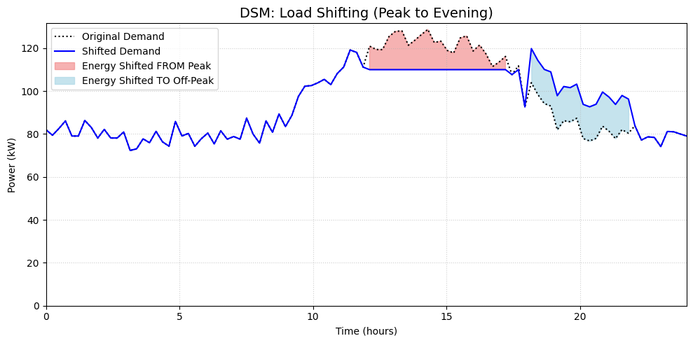 DSM: Load Shifting (Peak to Evening)
Original Demand
Shifted Demand
Energy Shifted FROM Peak
Energy Shifted TO Off-Peak
Power (kW)
120
100
80
60
40
20
0
0 5 10 15 20
Time (hours)